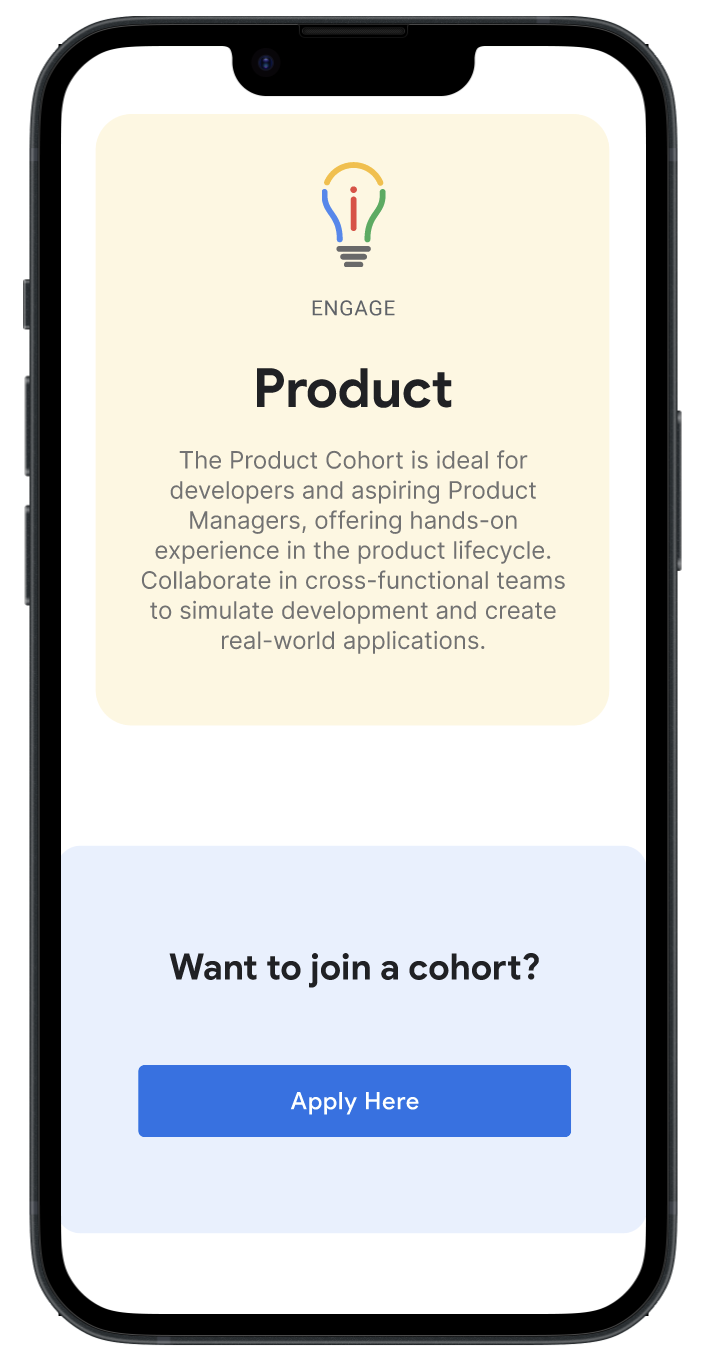 ENGAGE
Product
The Product Cohort is ideal for
developers and aspiring Product
Managers, offering hands-on
experience in the product lifecycle.
Collaborate in cross-functional teams
to simulate development and create
real-world applications.
Want to join a cohort?
Apply Here